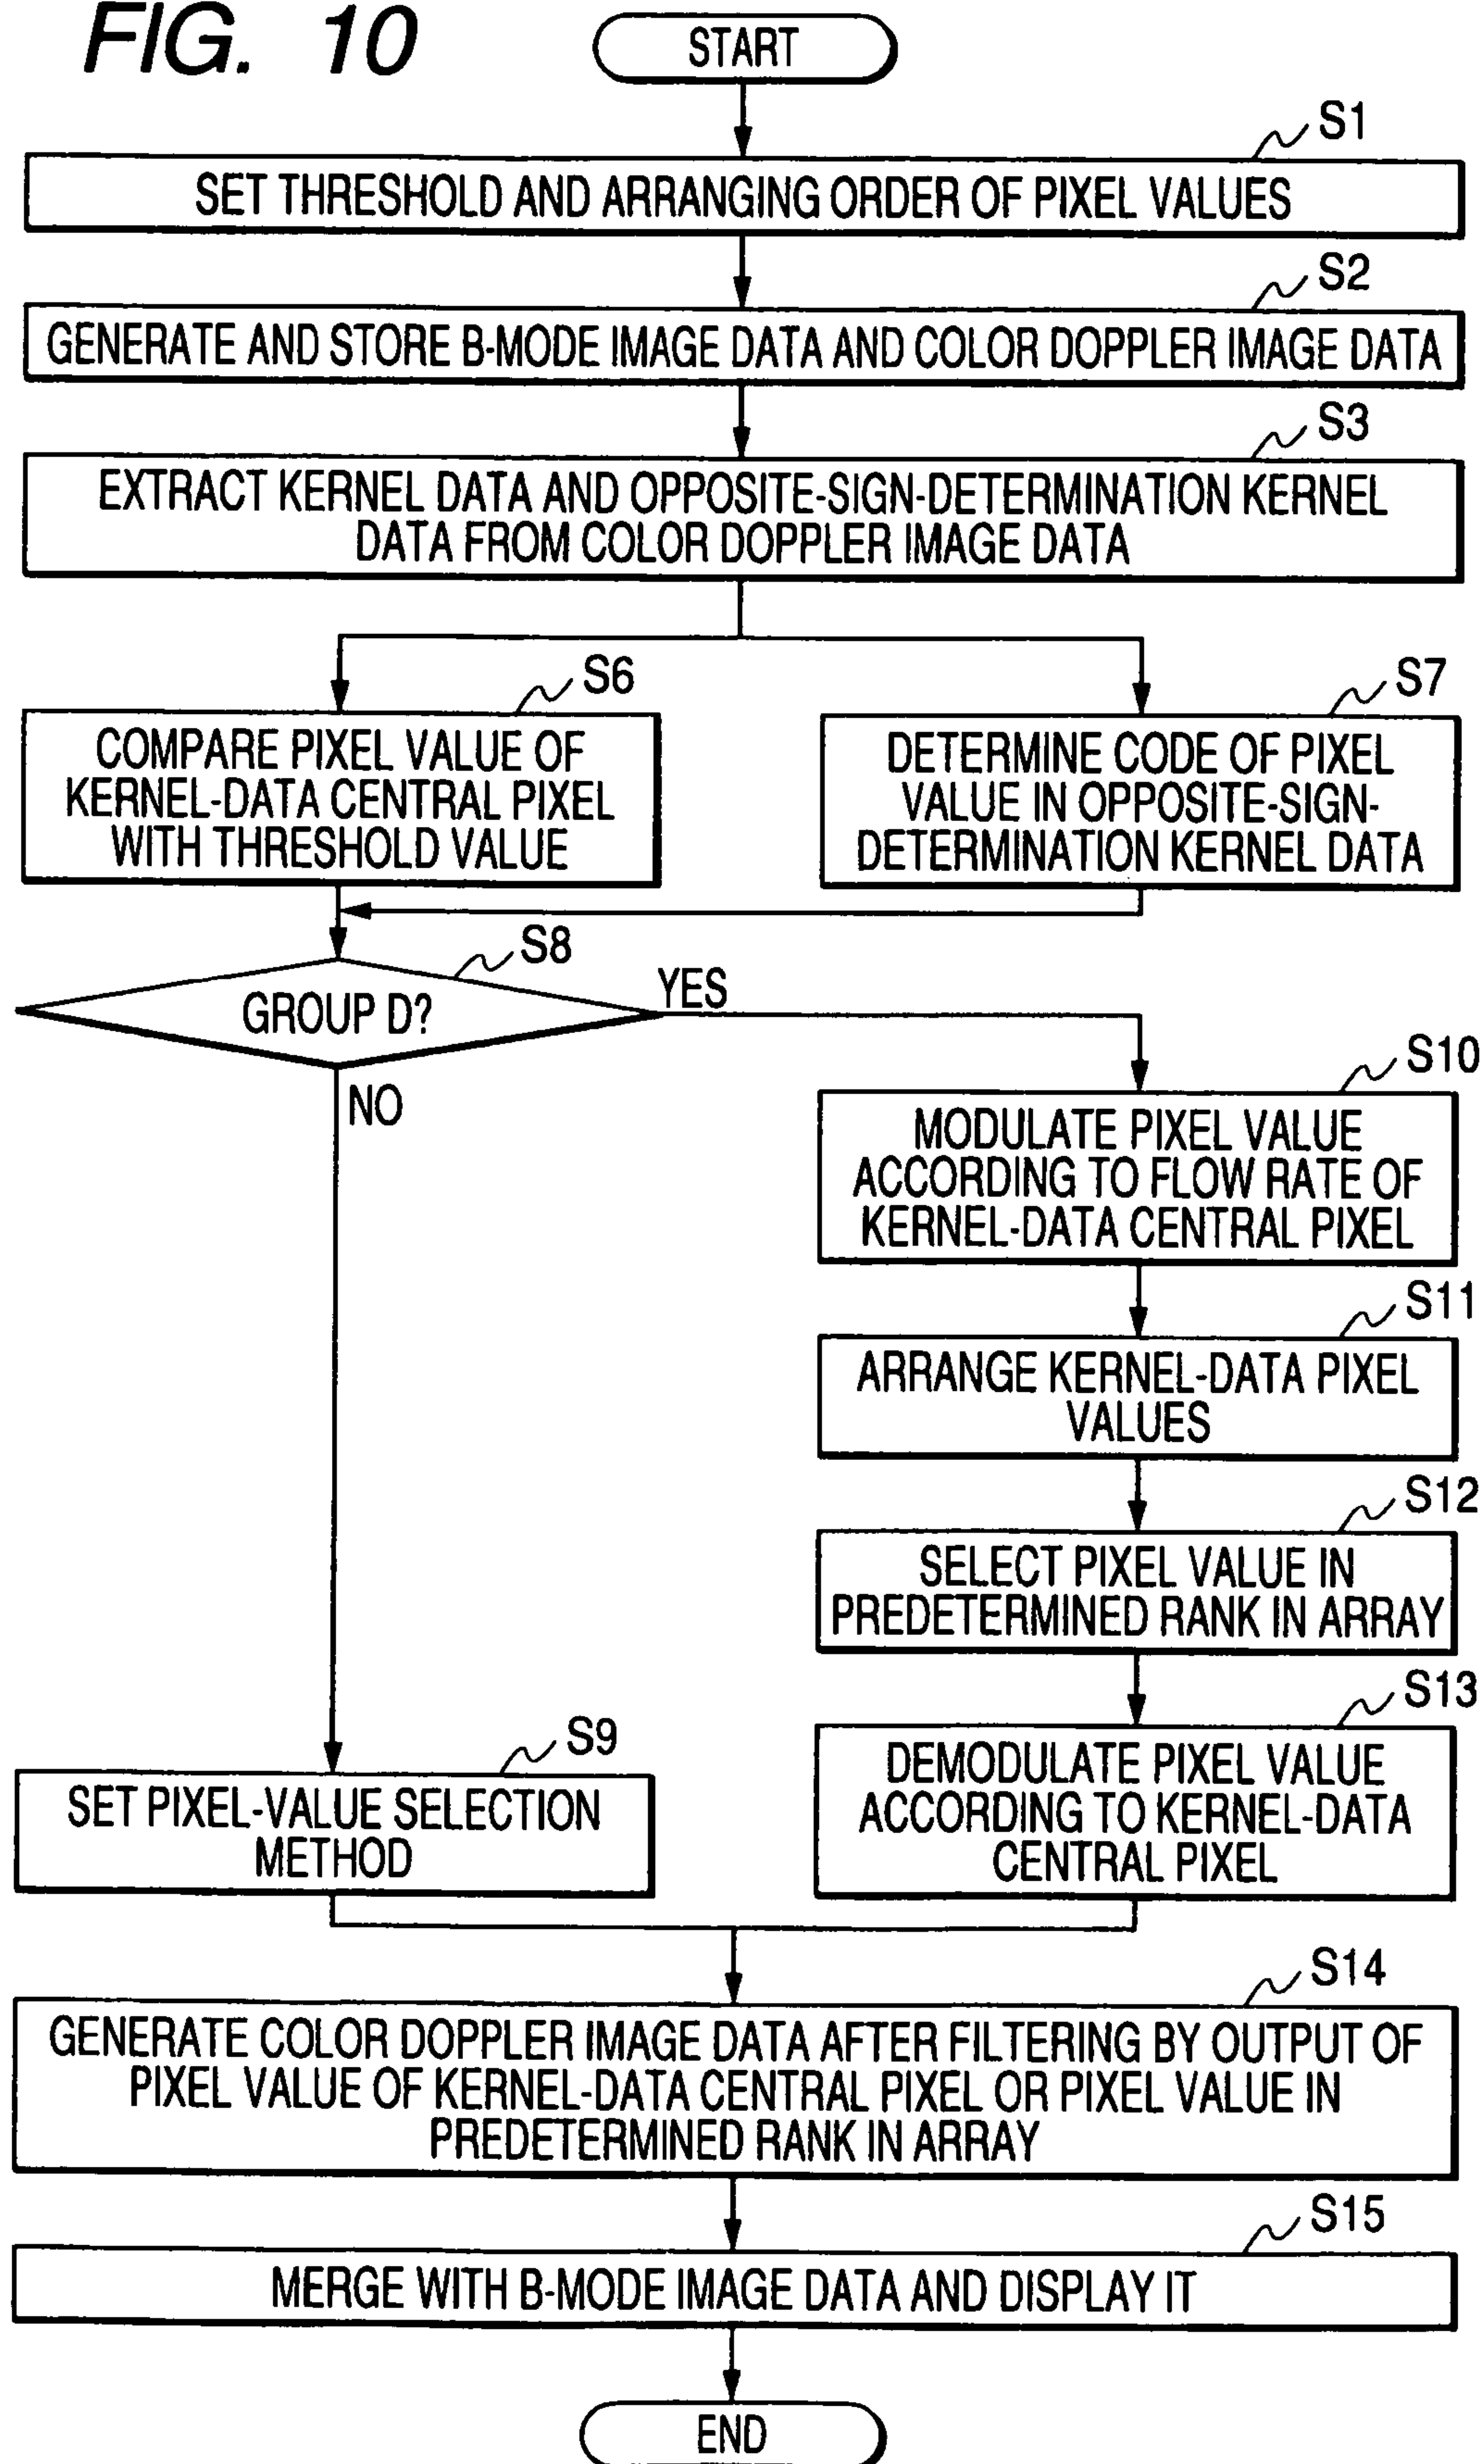 FIG. 10
START
S1
SET THRESHOLD AND ARRANGING ORDER OF PIXEL VALUES
S2
GENERATE AND STORE B-MODE IMAGE DATA AND COLOR DOPPLER IMAGE DATA
S3
EXTRACT KERNEL DATA AND OPPOSITE-SIGN-DETERMINATION KERNEL
DATA FROM COLOR DOPPLER IMAGE DATA
S6
COMPARE PIXEL VALUE OF
KERNEL-DATA CENTRAL PIXEL
WITH THRESHOLD VALUE
S7
DETERMINE CODE OF PIXEL
VALUE IN OPPOSITE-SIGN-
DETERMINATION KERNEL DATA
S8
GROUP D?
YES
NO
S10
MODULATE PIXEL VALUE
ACCORDING TO FLOW RATE OF
KERNEL-DATA CENTRAL PIXEL
S11
ARRANGE KERNEL-DATA PIXEL
VALUES
S12
SELECT PIXEL VALUE IN
PREDETERMINED RANK IN ARRAY
S13
DEMODULATE PIXEL VALUE
ACCORDING TO KERNEL-DATA
CENTRAL PIXEL
S9
SET PIXEL-VALUE SELECTION
METHOD
S14
GENERATE COLOR DOPPLER IMAGE DATA AFTER FILTERING BY OUTPUT OF
PIXEL VALUE OF KERNEL-DATA CENTRAL PIXEL OR PIXEL VALUE IN
PREDETERMINED RANK IN ARRAY
S15
MERGE WITH B-MODE IMAGE DATA AND DISPLAY IT
END